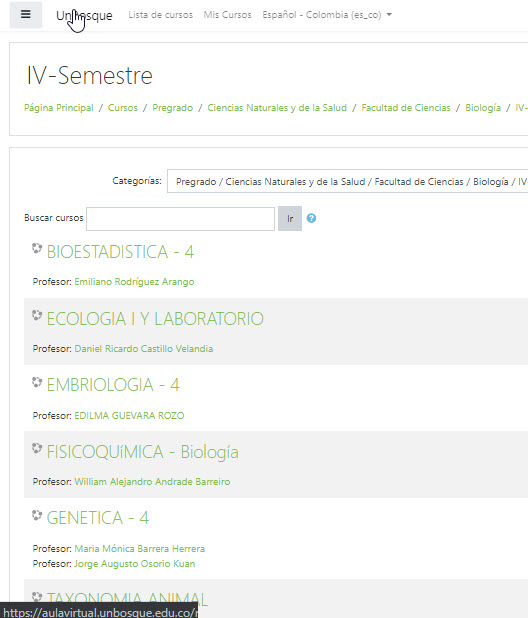 Unbosque Lista de cursos Mis Cursos Español - Colombia (es_co)
IV-Semestre
Página Principal / Cursos / Pregrado / Ciencias Naturales y de la Salud / Facultad de Ciencias / Biología / IV-
Categorías: Pregrado / Ciencias Naturales y de la Salud / Facultad de Ciencias / Biología / IV
Buscar cursos Ir ?
BIOESTADISTICA - 4
Profesor: Emiliano Rodríguez Arango
ECOLOGIA I Y LABORATORIO
Profesor: Daniel Ricardo Castillo Velandia
EMBRIOLOGIA - 4
Profesor: EDILMA GUEVARA ROZO
FISICOQUíMICA - Biología
Profesor: William Alejandro Andrade Barreiro
GENETICA - 4
Profesor: Maria Mónica Barrera Herrera
Profesor: Jorge Augusto Osorio Kuan
TAXONOMIA ANIMAL
https://aulavirtual.unbosque.edu.co/